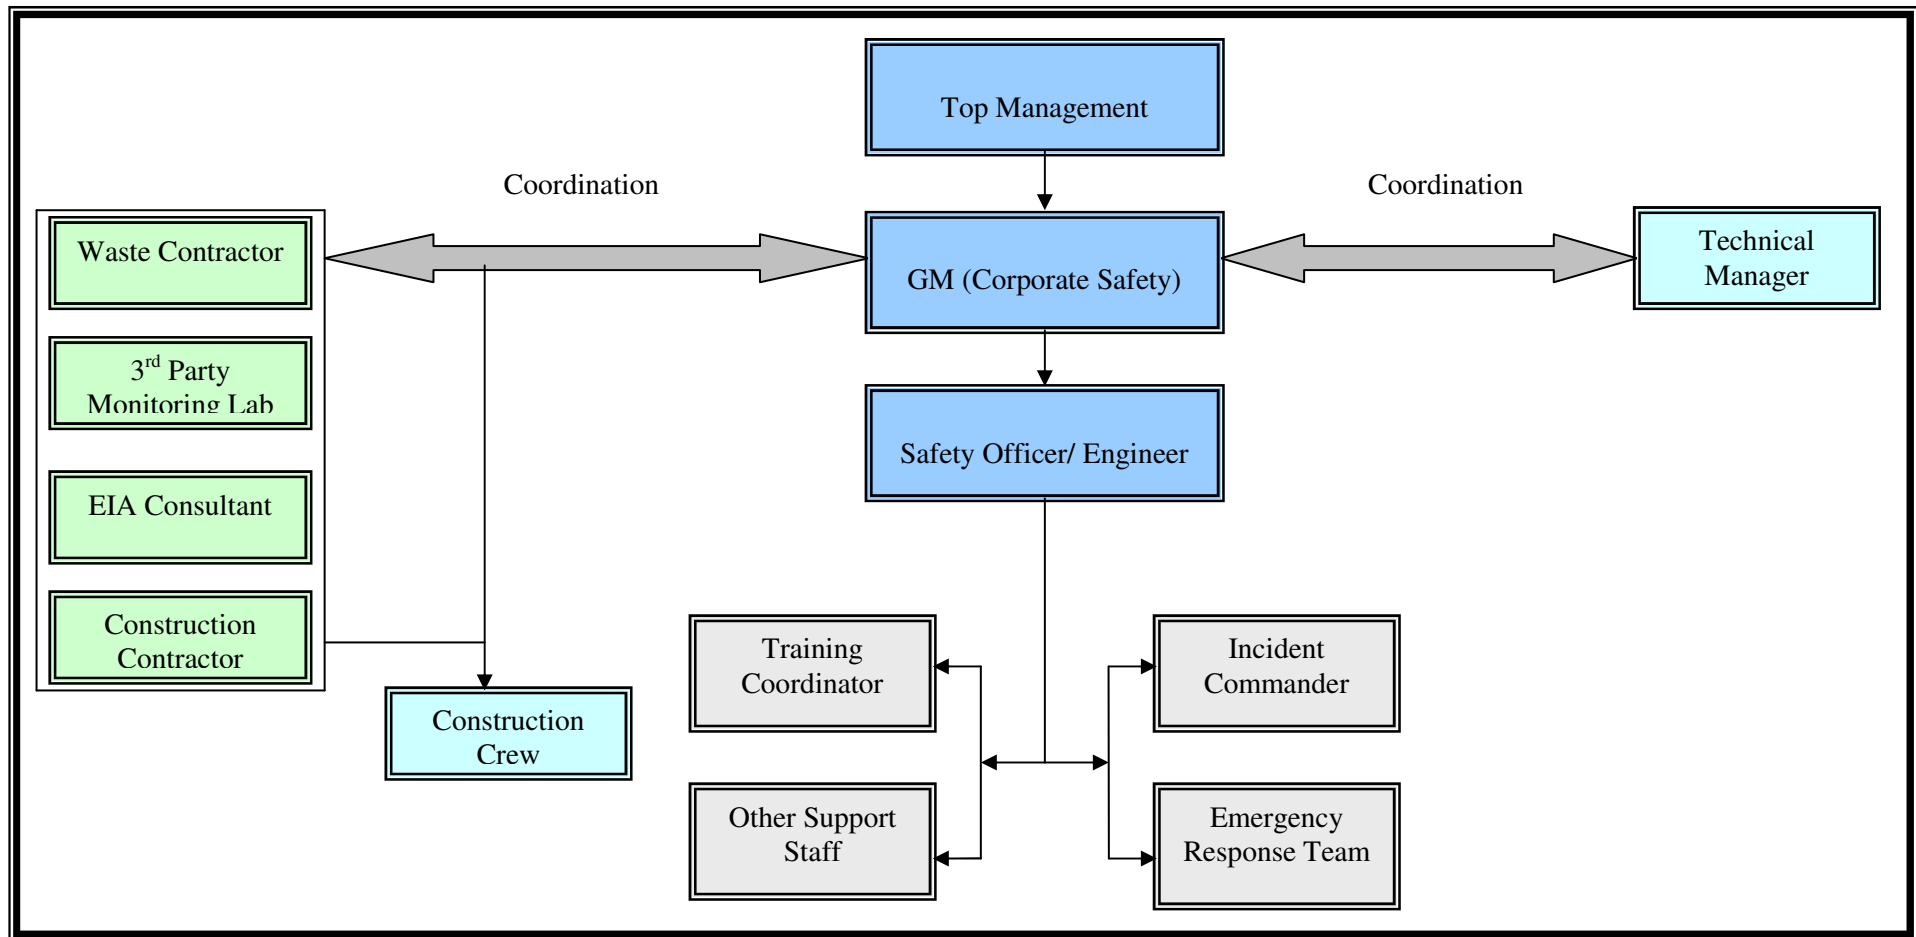 Top Management
Coordination
Coordination
Waste Contractor
GM (Corporate Safety)
Technical
Manager
3rd Party
Monitoring Lab
Safety Officer/ Engineer
EIA Consultant
Construction
Contractor
Training
Coordinator
Incident
Commander
Construction
Crew
Other Support
Staff
Emergency
Response Team